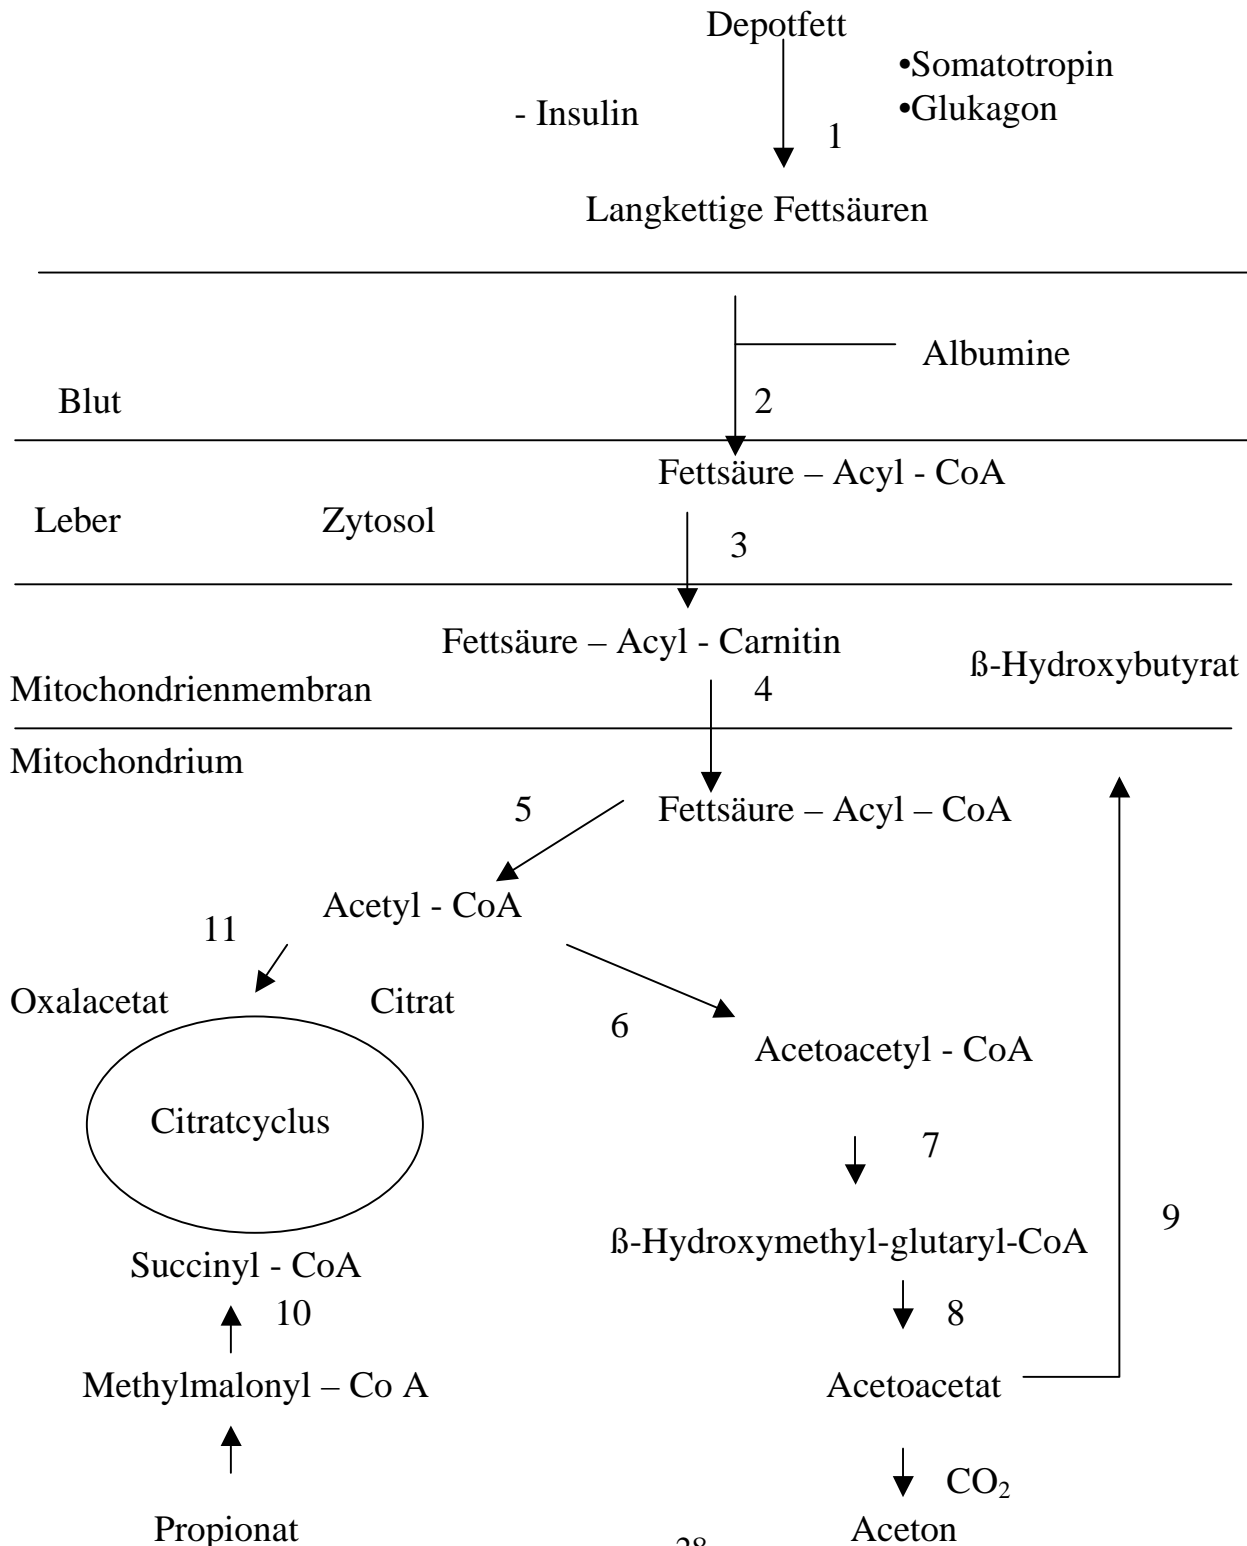 Depotfett
•Somatotropin
- Insulin
•Glukagon
1
Langkettige Fettsäuren
Albumine
Blut
2
Fettsäure – Acyl - CoA
Leber
Zytosol
3
Fettsäure – Acyl - Carnitin
ß-Hydroxybutyrat
Mitochondrienmembran
4
Mitochondrium
5
Fettsäure – Acyl – CoA
Acetyl - CoA
11
Oxalacetat
Citrat
6
Acetoacetyl - CoA
Citratcyclus
7
9
ß-Hydroxymethyl-glutaryl-CoA
Succinyl - CoA
10
8
Methylmalonyl – Co A
Acetoacetat
CO₂
Propionat
Aceton
28